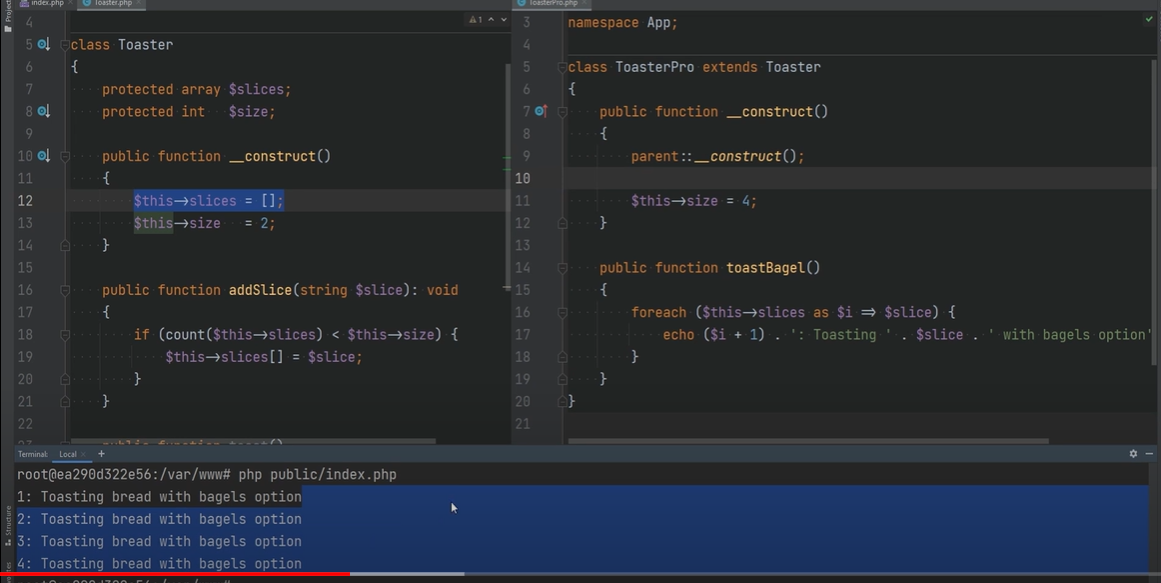 index.php
Toaster.php
4
1
5 class Toaster
6 {
7 protected array $slices;
8 protected int $size;
9
10 public function __construct()
11 {
12 $this→slices = [];
13 $this→size = 2;
14 }
15
16 public function addSlice(string $slice): void
17 {
18 if (count($this→slices) < $this→size) {
19 $this→slices[] = $slice;
20 }
21 }
22
ToasterPro.php
3 namespace App;
4
5 class ToasterPro extends Toaster
6 {
7 public function __construct()
8 {
9 parent::__construct();
10
11 $this→size = 4;
12 }
13
14 public function toastBagel()
15 {
16 foreach ($this→slices as $i ⇒ $slice) {
17 echo ($i + 1) . ': Toasting ' . $slice . ' with bagels option'
18 }
19 }
20 }
21
Structure
Terminal: Local +
root@ea290d322e56:/var/www# php public/index.php
1: Toasting bread with bagels option
2: Toasting bread with bagels option
3: Toasting bread with bagels option
4: Toasting bread with bagels option